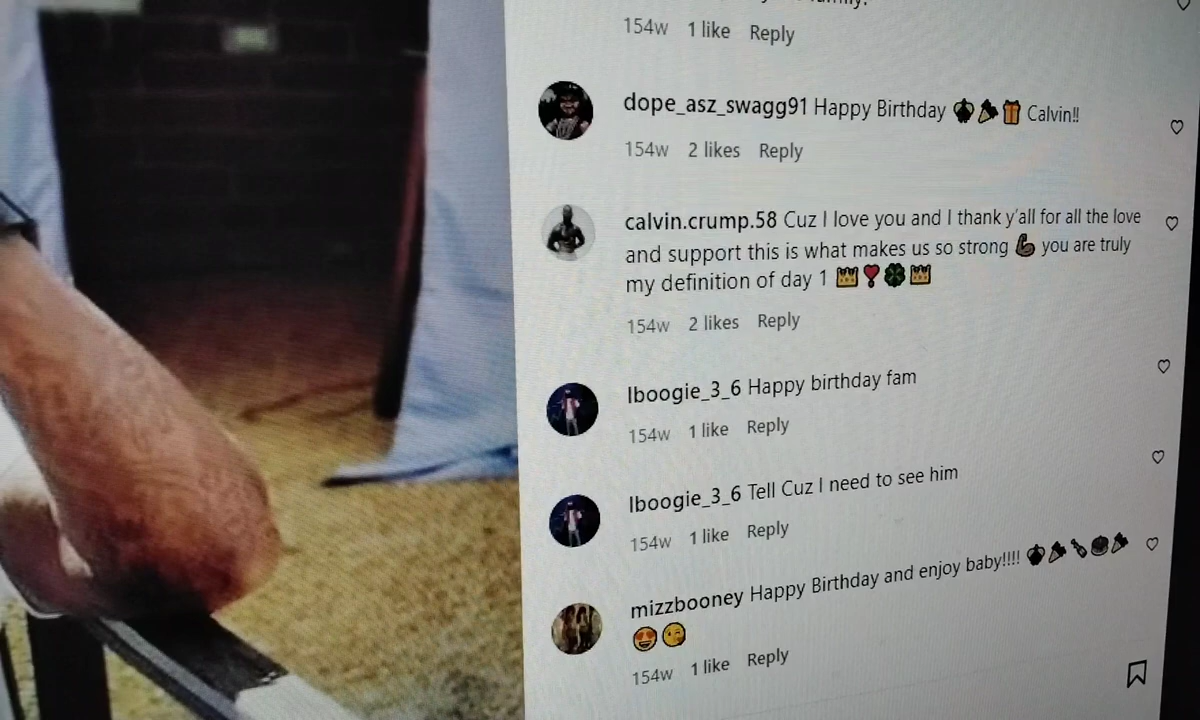 family.
154w 1 like Reply
dope_asz_swagg91 Happy Birthday Calvin!!
154w 2 likes Reply
calvin.crump.58 Cuz I love you and I thank y'all for all the love
and support this is what makes us so strong 💪🏾 you are truly
my definition of day 1 👑❣️🍀👑
154w 2 likes Reply
lboogie_3_6 Happy birthday fam
154w 1 like Reply
lboogie_3_6 Tell Cuz I need to see him
154w 1 like Reply
mizzbooney Happy Birthday and enjoy baby!!!!
😍😘
154w 1 like Reply